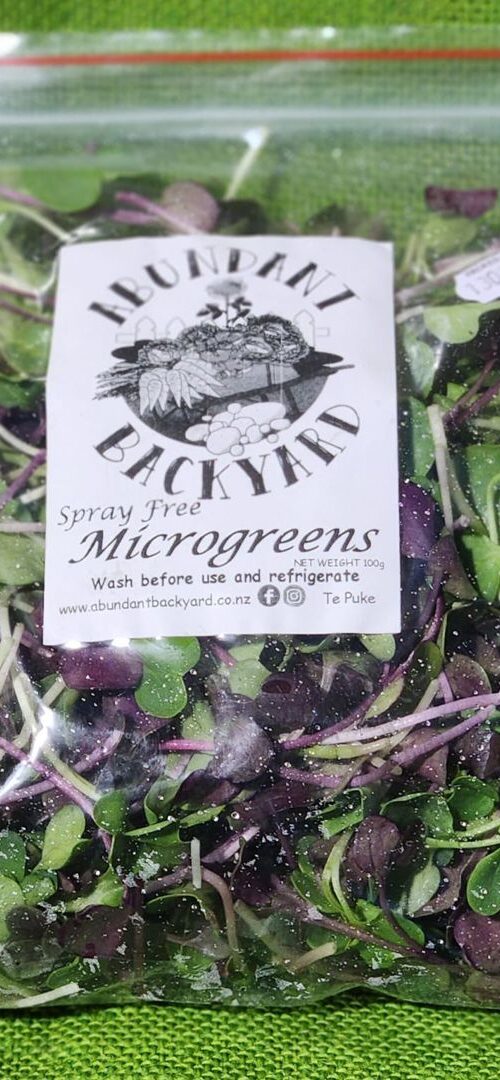 ABUNDANT
BACKYARD
Spray Free
Microgreens
NET WEIGHT 100g
Wash before use and refrigerate
www.abundantbackyard.co.nz Te Puke